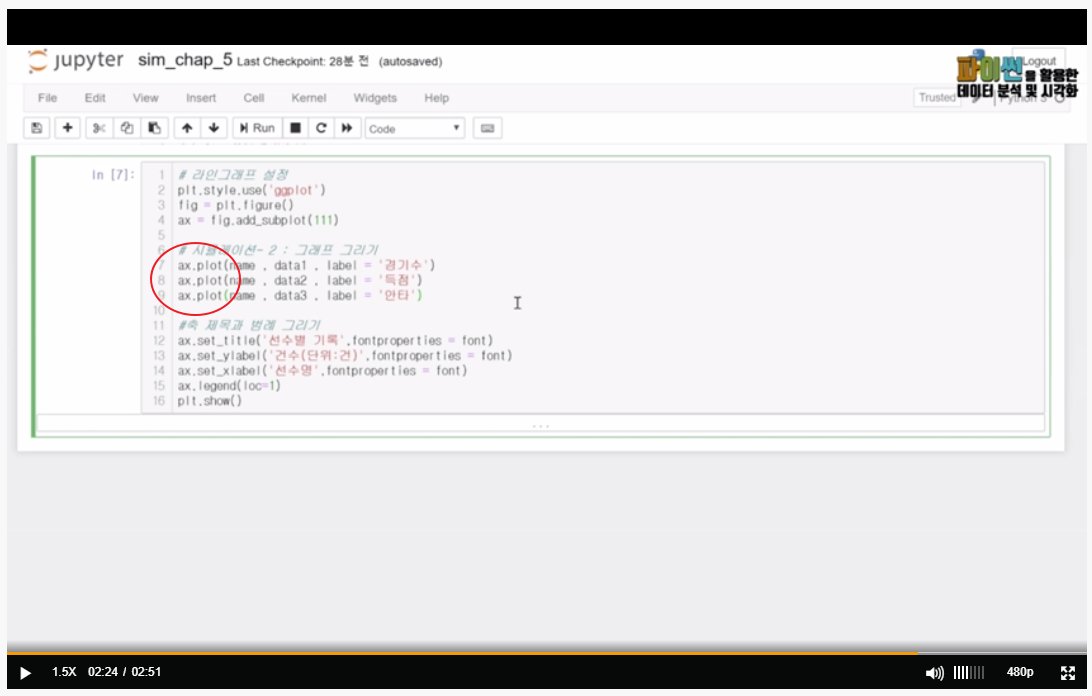 jupyter sim_chap_5 Last Checkpoint: 28분 전 (autosaved)
Logout
파이썬을 활용한
데이터 분석 및 시각화
File Edit View Insert Cell Kernel Widgets Help
Trusted Python 3
Run Code
In [7]:
1 # 라인그래프 설정
2 plt.style.use('ggplot')
3 fig = plt.figure()
4 ax = fig.add_subplot(111)
5
6 # 시뮬레이션- 2 : 그래프 그리기
7 ax.plot(name , data1 , label = '경기수')
8 ax.plot(name , data2 , label = '득점')
9 ax.plot(name , data3 , label = '안타')
10
11 #축 제목과 범례 그리기
12 ax.set_title('선수별 기록',fontproperties = font)
13 ax.set_ylabel('건수(단위:건)',fontproperties = font)
14 ax.set_xlabel('선수명',fontproperties = font)
15 ax.legend(loc=1)
16 plt.show()
...
1.5X 02:24 / 02:51
480p